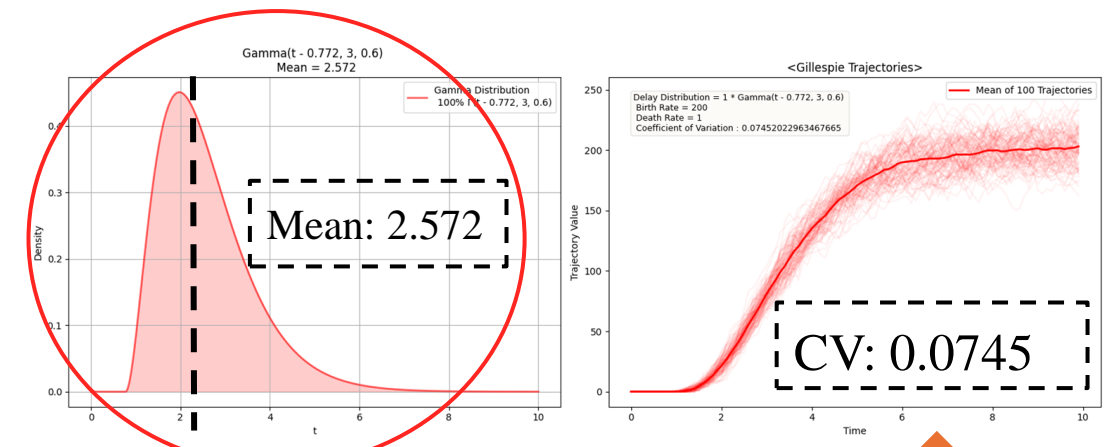 Gamma(t - 0.772, 3, 0.6)
Mean = 2.572
Gamma Distribution
100% Γ(t - 0.772, 3, 0.6)
Density
0.4
0.3
0.2
0.1
0.0
0 2 4 6 8 10
t
Mean: 2.572
<Gillespie Trajectories>
Delay Distribution = 1 * Gamma(t - 0.772, 3, 0.6)
Birth Rate = 200
Death Rate = 1
Coefficient of Variation : 0.07452022963467665
Mean of 100 Trajectories
Trajectory Value
250
200
150
100
50
0
0 2 4 6 8 10
Time
CV: 0.0745